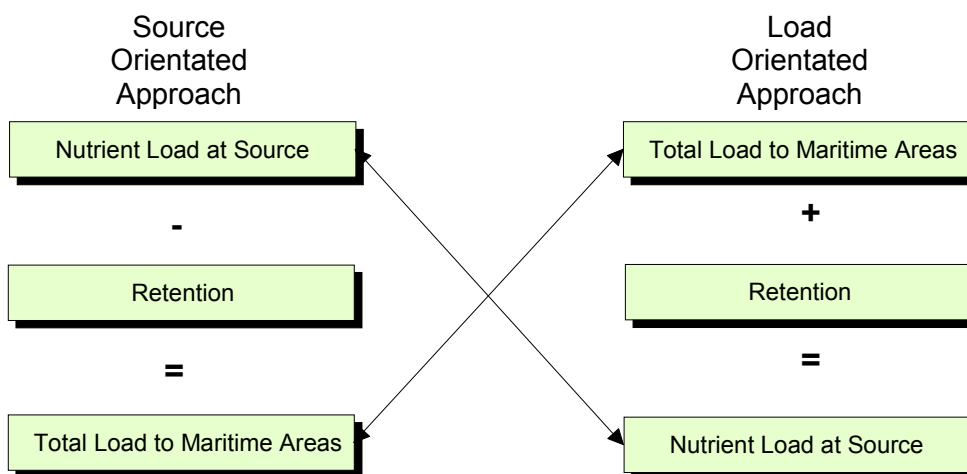 Source
Orientated
Approach
Nutrient Load at Source
-
Retention
=
Total Load to Maritime Areas
Load
Orientated
Approach
Total Load to Maritime Areas
+
Retention
=
Nutrient Load at Source